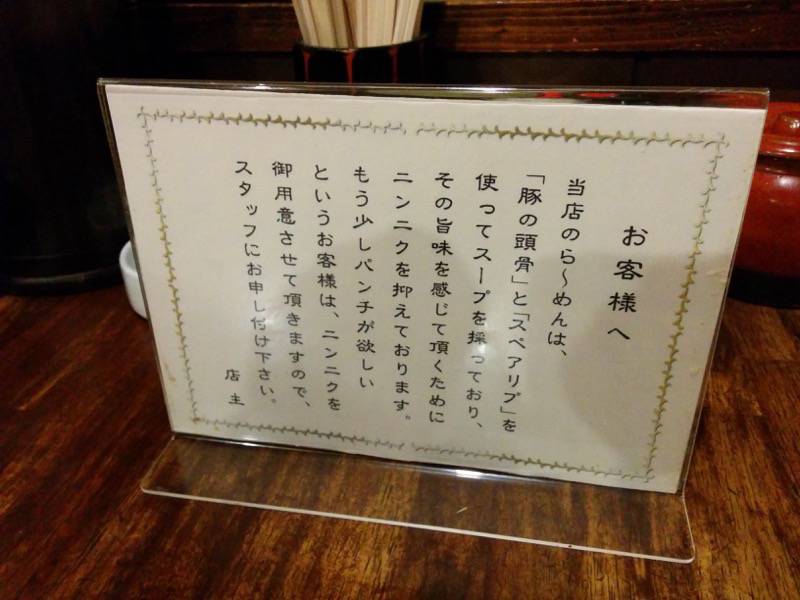 お客様へ
当店のら〜めんは、
「豚の頭骨」と「スペアリブ」を
使ってスープを採っており、
その旨味を感じて頂くために
ニンニクを抑えております。
もう少しパンチが欲しい
というお客様は、ニンニクを
御用意させて頂きますので、
スタッフにお申し付け下さい。
店主